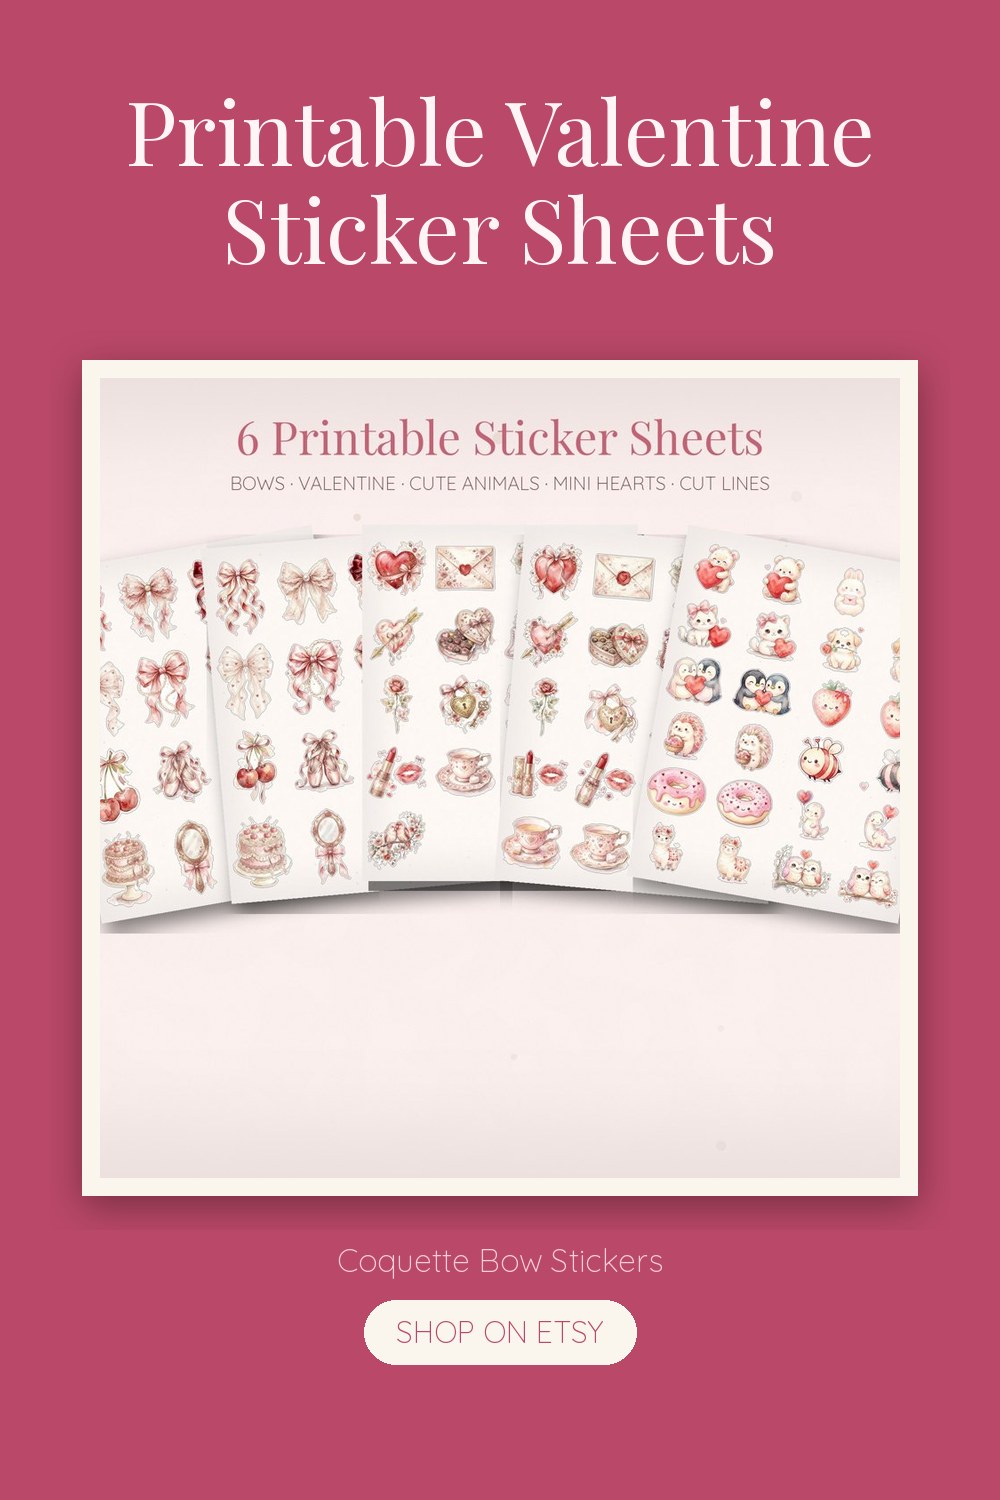 Printable Valentine
Sticker Sheets
6 Printable Sticker Sheets
BOWS · VALENTINE · CUTE ANIMALS · MINI HEARTS · CUT LINES
Coquette Bow Stickers
SHOP ON ETSY